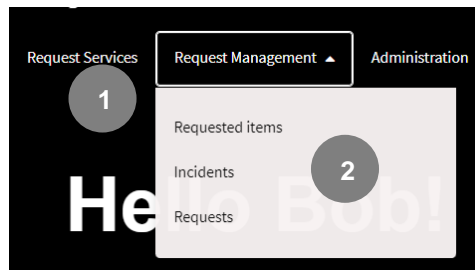 Request Services Request Management Administration
1
Requested items
Incidents
2
Requests
Hello Bob!